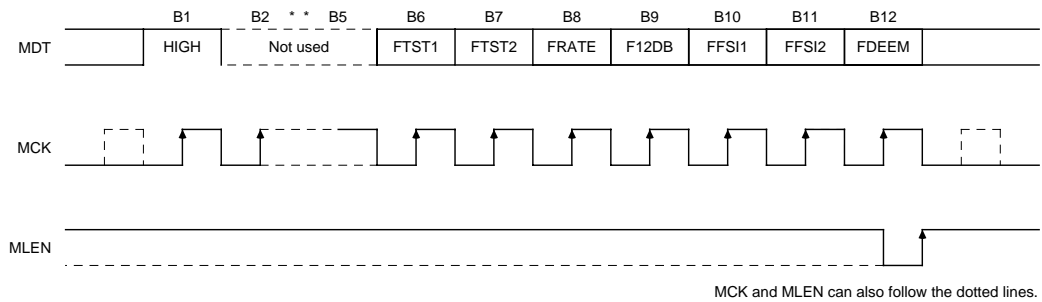 B1 B2 * * B5 B6 B7 B8 B9 B10 B11 B12
MDT HIGH Not used FTST1 FTST2 FRATE F12DB FFSI1 FFSI2 FDEEM
MCK
MLEN
MCK and MLEN can also follow the dotted lines.